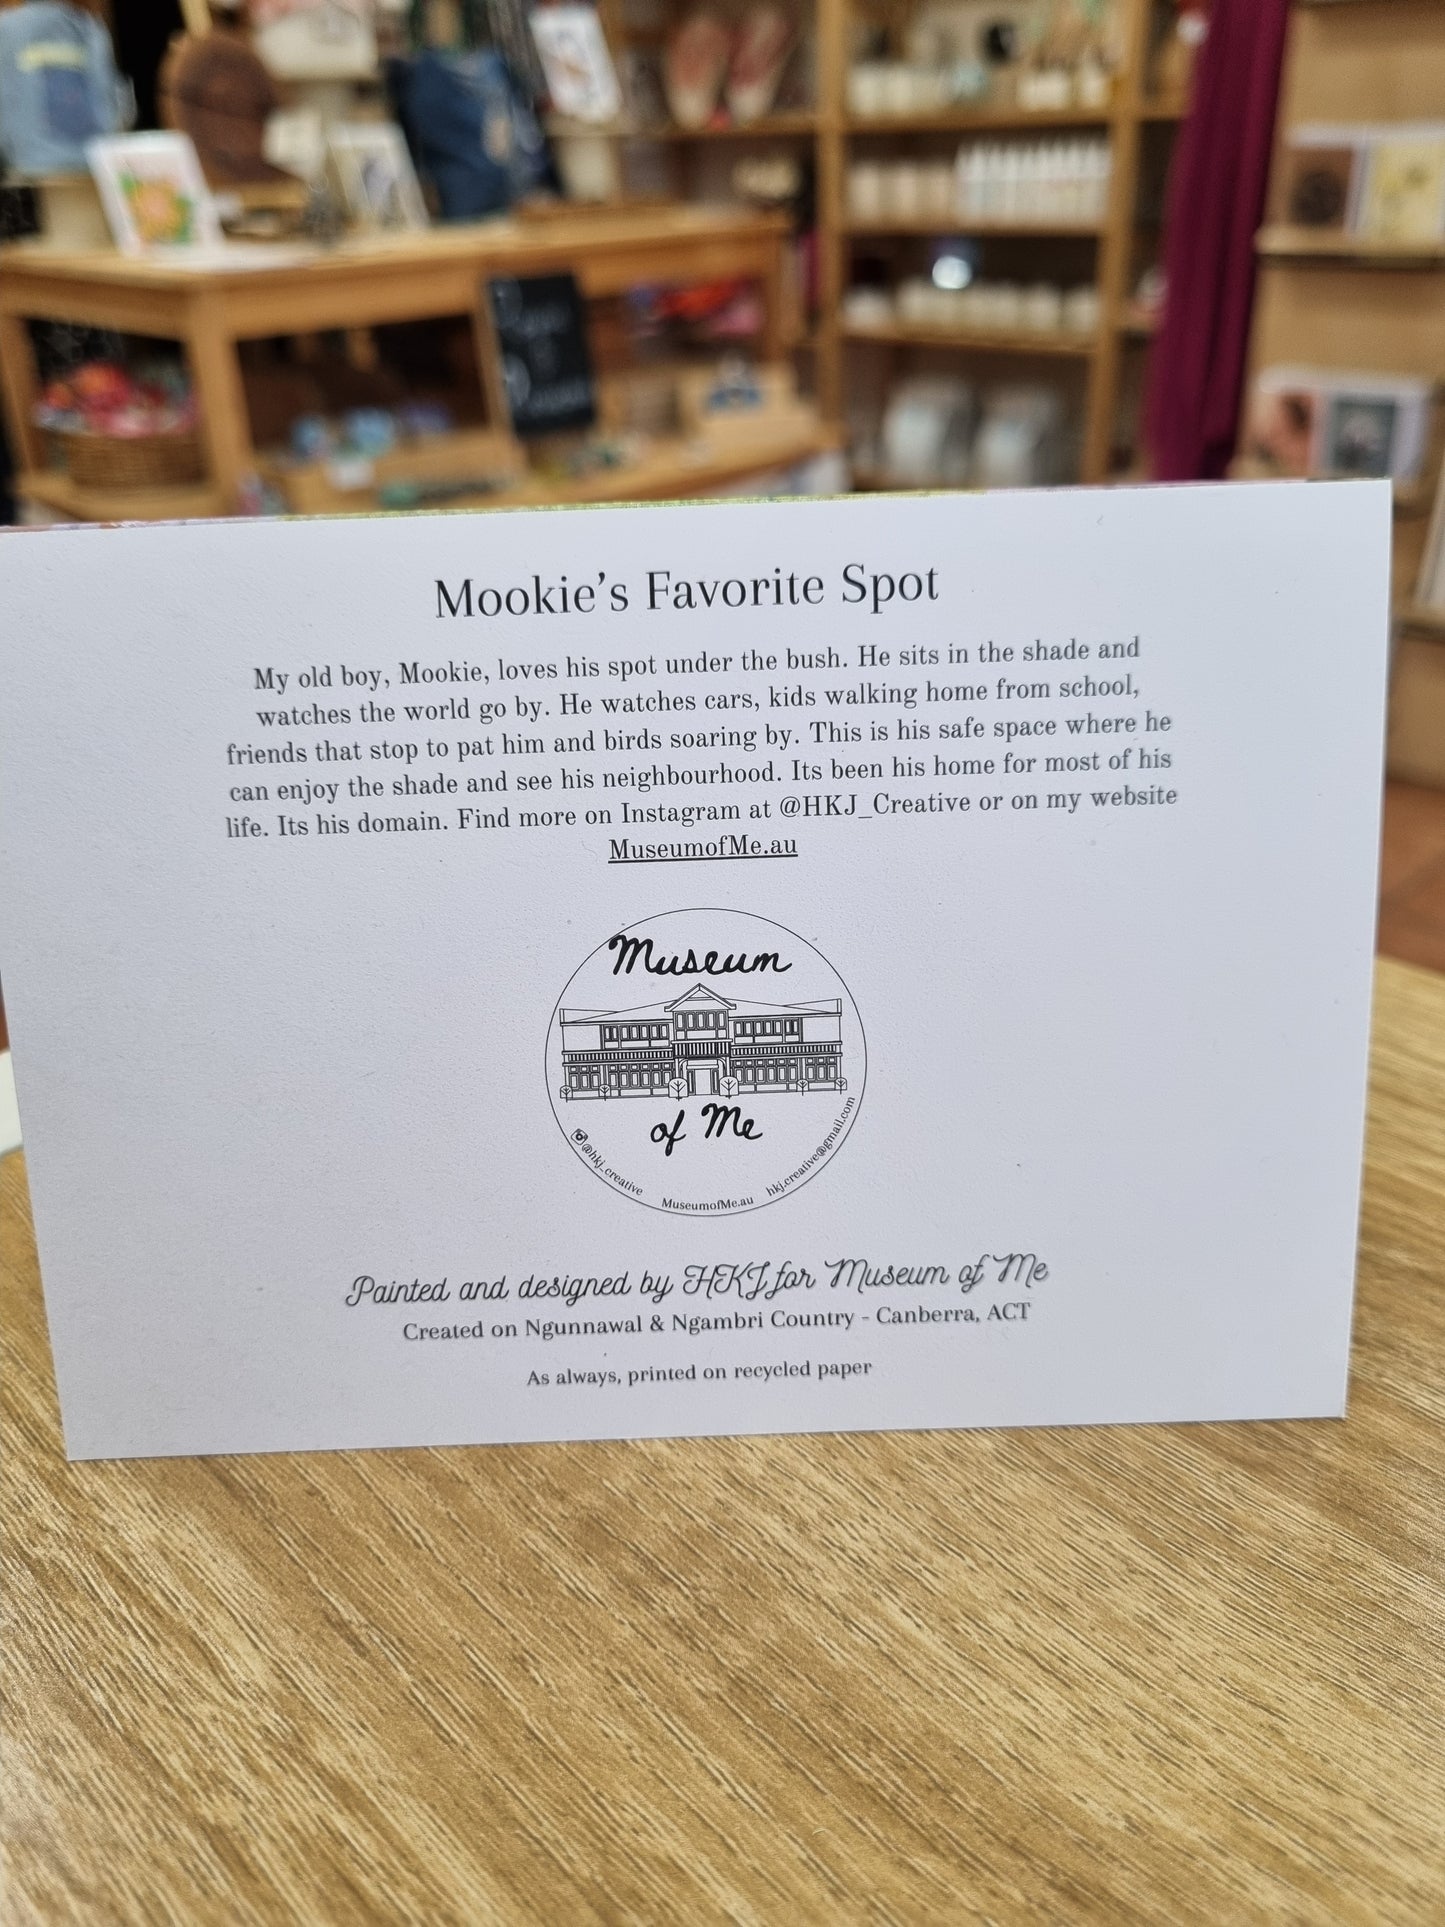 Mookie's Favorite Spot
My old boy, Mookie, loves his spot under the bush. He sits in the shade and
watches the world go by. He watches cars, kids walking home from school,
friends that stop to pat him and birds soaring by. This is his safe space where he
can enjoy the shade and see his neighbourhood. Its been his home for most of his
life. Its his domain. Find more on Instagram at @HKJ_Creative or on my website
MuseumofMe.au
Museum
of Me
@hkj_creative
MuseumofMe.au
hkj.creative@gmail.com
Painted and designed by HKJ for Museum of Me
Created on Ngunnawal & Ngambri Country - Canberra, ACT
As always, printed on recycled paper